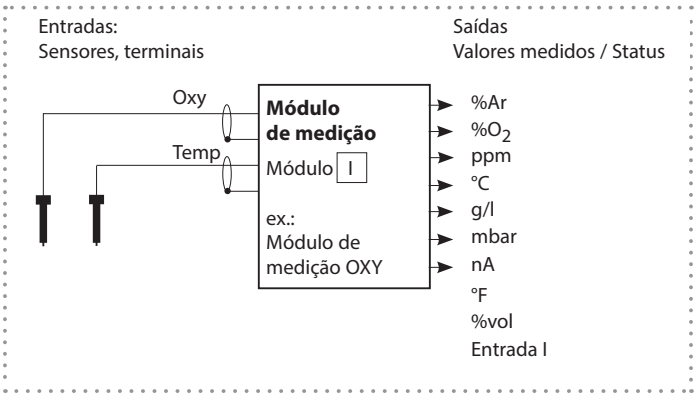 Entradas:
Sensores, terminais
Saídas
Valores medidos / Status
Oxy
Temp
Módulo
de medição
Módulo I
ex.:
Módulo de
medição OXY
%Ar
%O2
ppm
°C
g/l
mbar
nA
°F
%vol
Entrada I